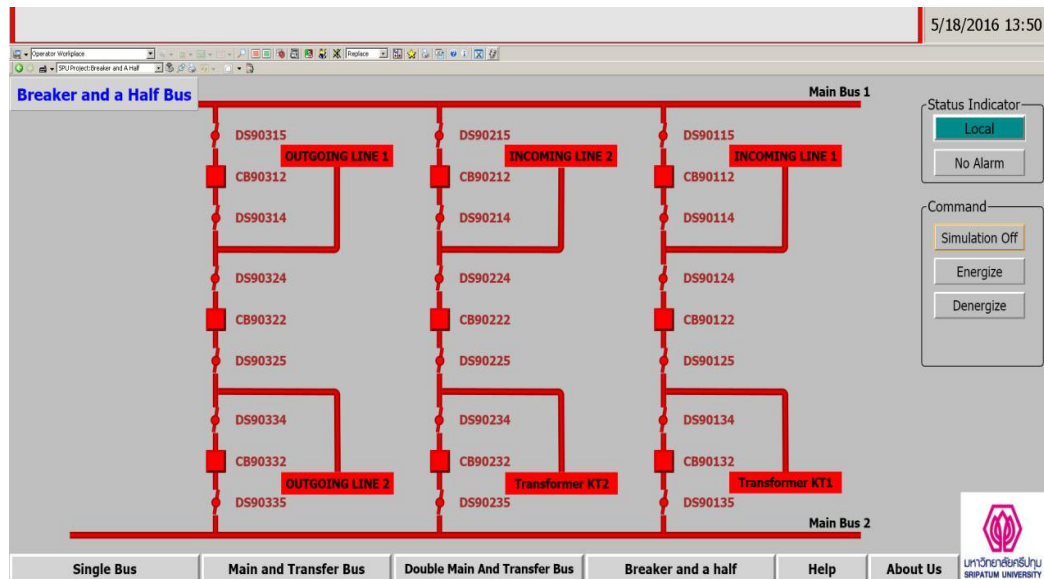 5/18/2016 13:50
Operator Workplace
Replace
SPU Project:Breaker and A Half
Breaker and a Half Bus
Main Bus 1
Status Indicator
Local
No Alarm
DS90315
DS90215
DS90115
OUTGOING LINE 1
INCOMING LINE 2
INCOMING LINE 1
CB90312
CB90212
CB90112
DS90314
DS90214
DS90114
Command
Simulation Off
Energize
Denergize
DS90324
DS90224
DS90124
CB90322
CB90222
CB90122
DS90325
DS90225
DS90125
DS90334
DS90234
DS90134
CB90332
CB90232
CB90132
OUTGOING LINE 2
Transformer KT2
Transformer KT1
DS90335
DS90235
DS90135
Main Bus 2
Single Bus
Main and Transfer Bus
Double Main And Transfer Bus
Breaker and a half
Help
About Us
มหาวิทยาลัยศรีปทุม
SRIPATUM UNIVERSITY